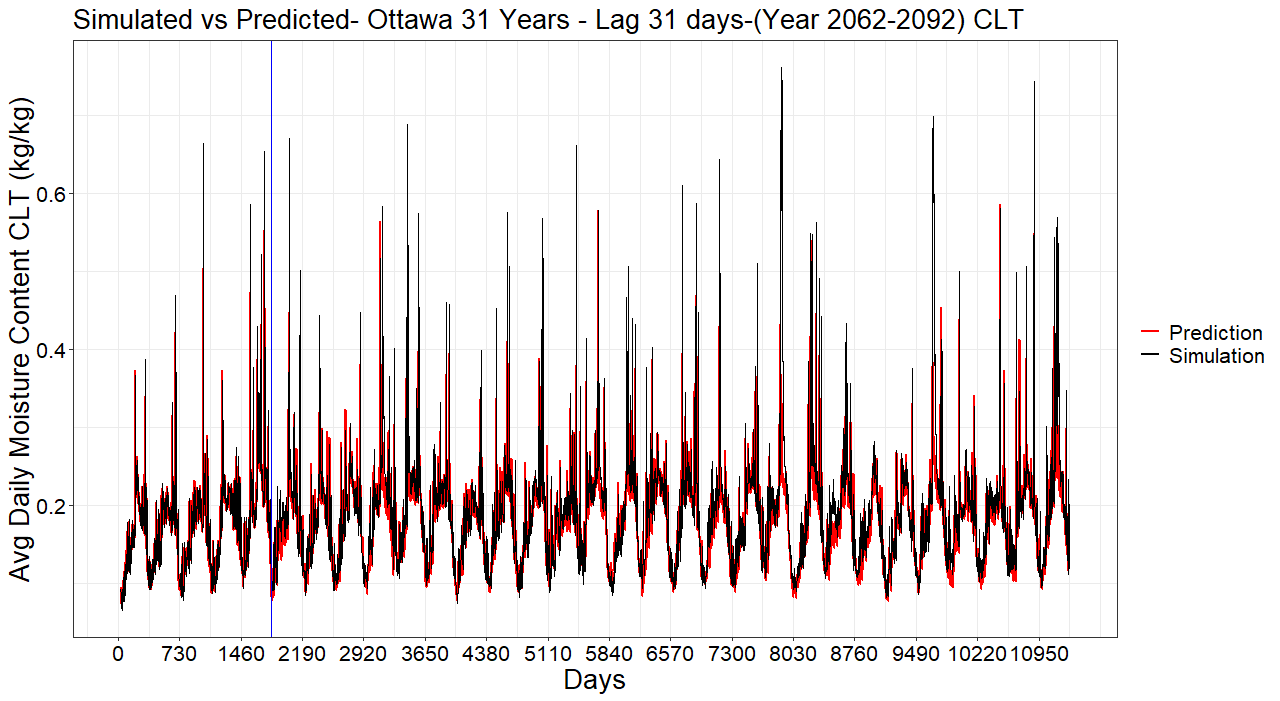 Simulated vs Predicted- Ottawa 31 Years - Lag 31 days-(Year 2062-2092) CLT
Avg Daily Moisture Content CLT (kg/kg)
0.6
0.4
0.2
Prediction
Simulation
0 730 1460 2190 2920 3650 4380 5110 5840 6570 7300 8030 8760 9490 10220 10950
Days